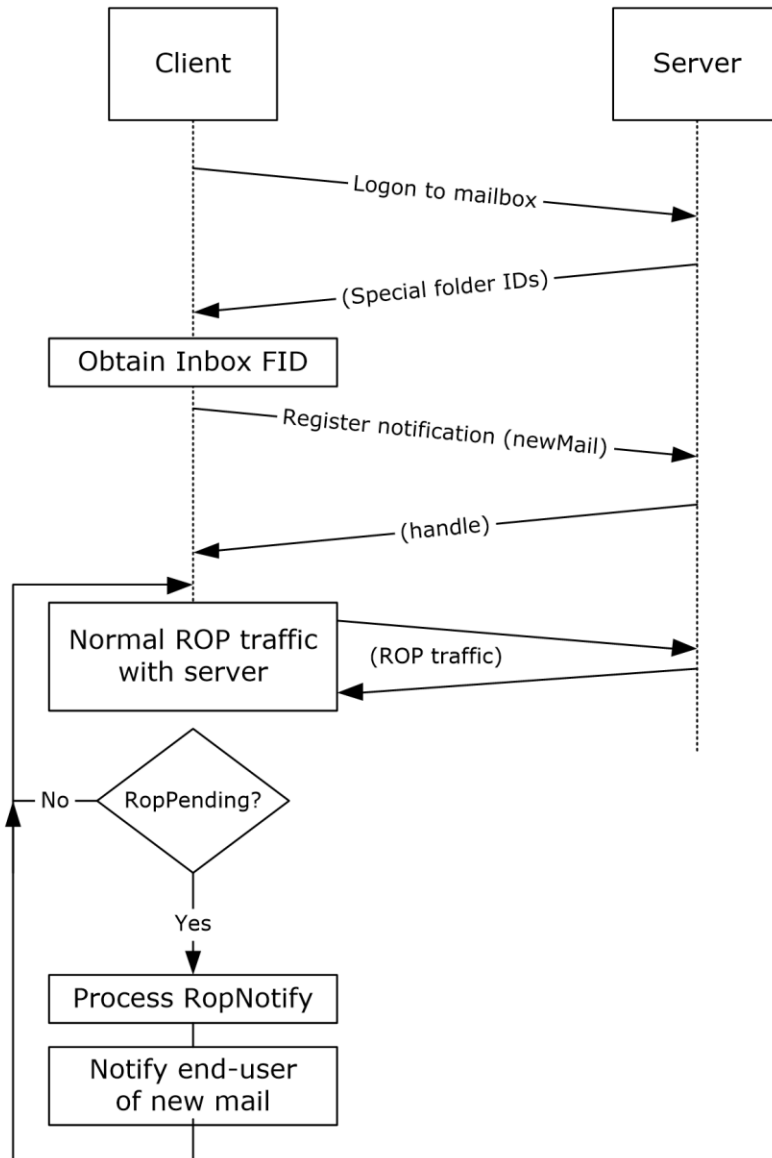 Client
Server
Logon to mailbox
(Special folder IDs)
Obtain Inbox FID
Register notification (newMail)
(handle)
Normal ROP traffic
with server
(ROP traffic)
No
RopPending?
Yes
Process RopNotify
Notify end-user
of new mail